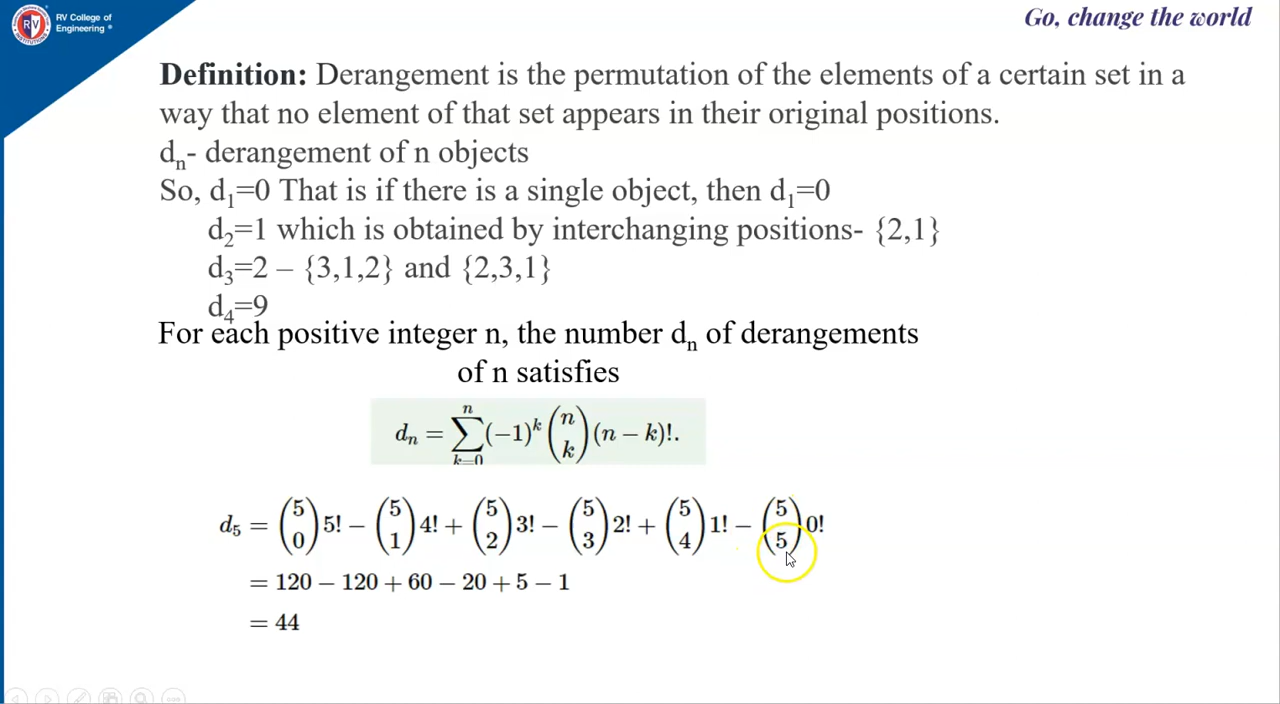 RV College of
Engineering ®
Go, change the world
Definition: Derangement is the permutation of the elements of a certain set in a
way that no element of that set appears in their original positions.
dₙ- derangement of n objects
So, d₁=0 That is if there is a single object, then d₁=0
d₂=1 which is obtained by interchanging positions- {2,1}
d₃=2 – {3,1,2} and {2,3,1}
d₄=9
For each positive integer n, the number dₙ of derangements
of n satisfies
dₙ = ∑_{k=0}^{n} (−1)^k (n k) (n − k)!.
d₅ = (5 0) 5! − (5 1) 4! + (5 2) 3! − (5 3) 2! + (5 4) 1! − (5 5) 0!
= 120 − 120 + 60 − 20 + 5 − 1
= 44